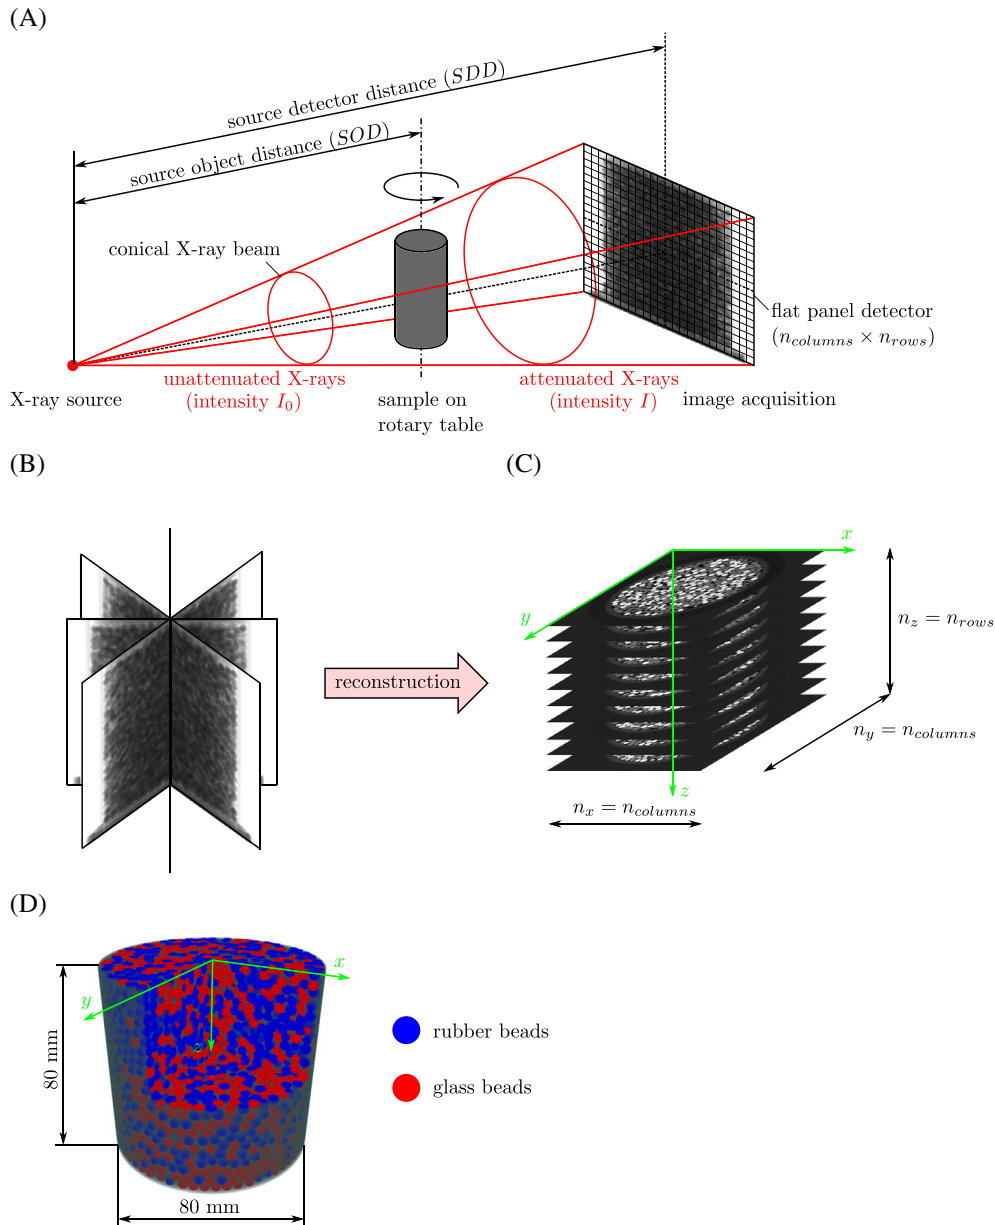 (A)
source detector distance (SDD)
source object distance (SOD)
conical X-ray beam
flat panel detector
(n_columns × n_rows)
X-ray source
unattenuated X-rays
(intensity I_0)
sample on
rotary table
attenuated X-rays
(intensity I)
image acquisition
(B)
(C)
reconstruction
x
y
z
n_z = n_rows
n_y = n_columns
n_x = n_columns
(D)
x
y
z
80 mm
80 mm
rubber beads
glass beads